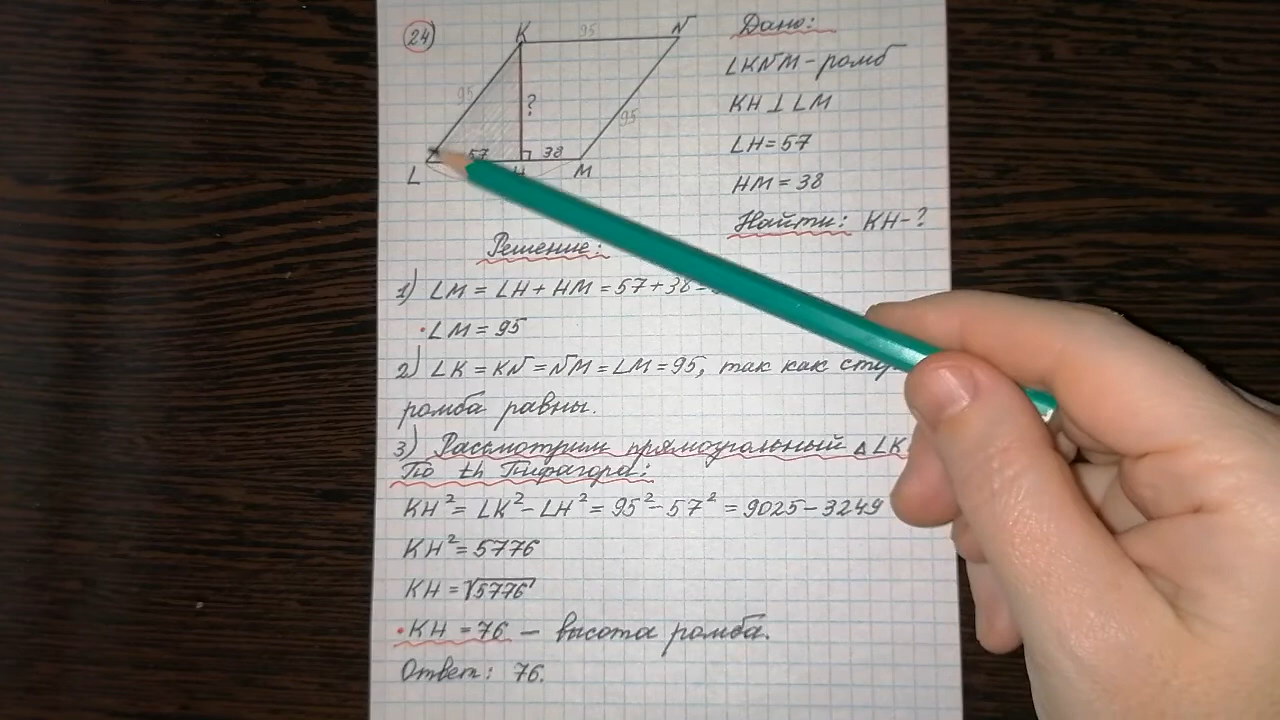 24)
K
95
N
95
?
95
57
38
L
H
M
Дано:
LKNM - ромб
KH ⊥ LM
LH = 57
HM = 38
Найти: KH - ?
Решение:
1) LM = LH + HM = 57 + 38 =
· LM = 95
2) LK = KN = NM = LM = 95, так как
ромба равны.
3) Рассмотрим прямоугольный △LK
По th Пифагора:
KH² = LK² - LH² = 95² - 57² = 9025 - 3249
KH² = 5776
KH = √5776
· KH = 76 — высота ромба.
Ответ: 76.